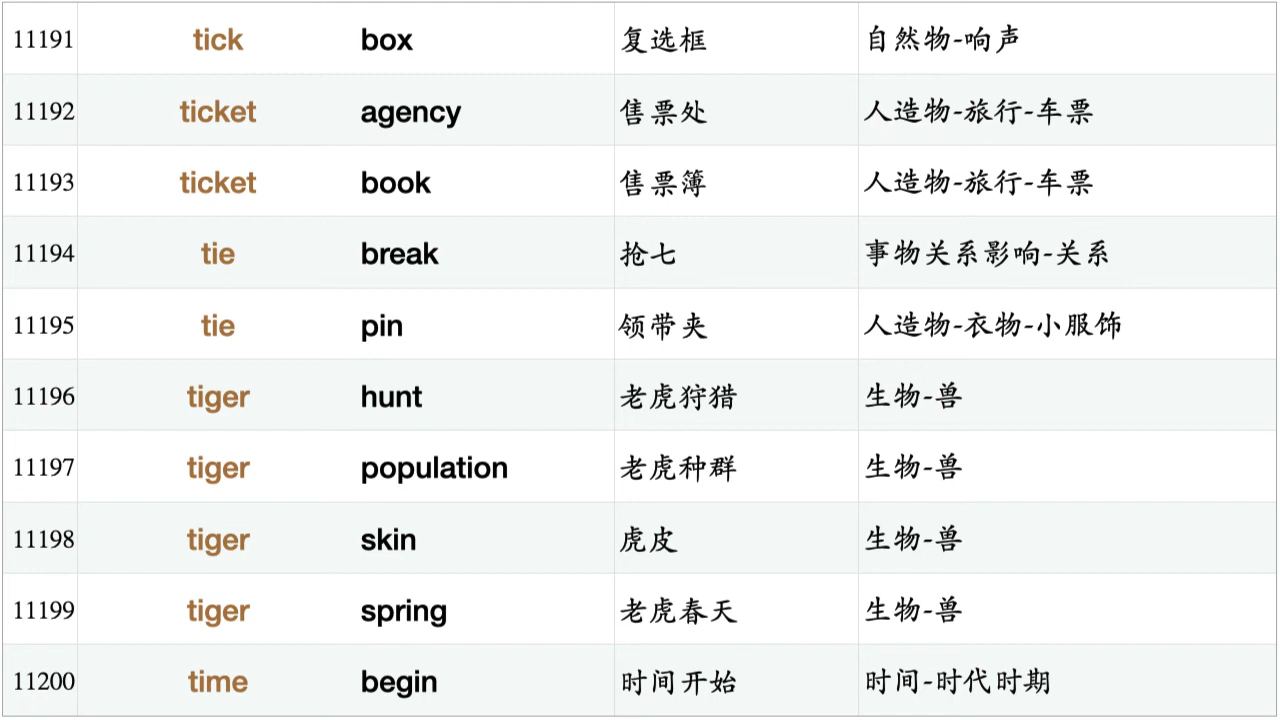 11191 tick box 复选框 自然物-响声
11192 ticket agency 售票处 人造物-旅行-车票
11193 ticket book 售票簿 人造物-旅行-车票
11194 tie break 抢七 事物关系影响-关系
11195 tie pin 领带夹 人造物-衣物-小服饰
11196 tiger hunt 老虎狩猎 生物-兽
11197 tiger population 老虎种群 生物-兽
11198 tiger skin 虎皮 生物-兽
11199 tiger spring 老虎春天 生物-兽
11200 time begin 时间开始 时间-时代时期